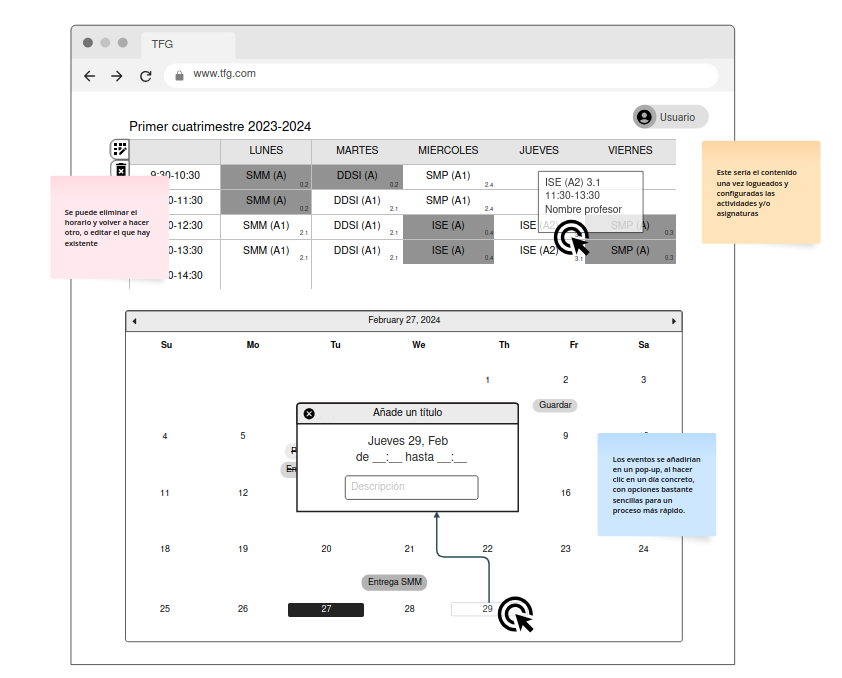 TFG
www.tfg.com
Usuario
Primer cuatrimestre 2023-2024
LUNES MARTES MIERCOLES JUEVES VIERNES
9:30-10:30 SMM (A) 0.2 DDSI (A) 0.2 SMP (A1) 2.4
0-11:30 SMM (A) 0.2 DDSI (A1) 2.1 SMP (A1) 2.4
0-12:30 SMM (A1) 2.1 DDSI (A1) 2.1 ISE (A) 0.4 ISE (A2) SMP (A) 0.3
0-13:30 SMM (A1) 2.1 DDSI (A1) 2.1 ISE (A) 0.4 ISE (A2) 3.1 SMP (A) 0.3
0-14:30
ISE (A2) 3.1
11:30-13:30
Nombre profesor
Se puede eliminar el
horario y volver a hacer
otro, o editar el que hay
existente
Este sería el contenido
una vez logueados y
configuradas las
actividades y/o
asignaturas
February 27, 2024
Su Mo Tu We Th Fr Sa
1 2 3
Guardar
4 5 9
11 12 16
18 19 20 21 22 23 24
Entrega SMM
25 26 27 28 29
Añade un título
Jueves 29, Feb
de __:__ hasta __:__
Descripción
Los eventos se añadirían
en un pop-up, al hacer
clic en un día concreto,
con opciones bastante
sencillas para un
proceso más rápido.